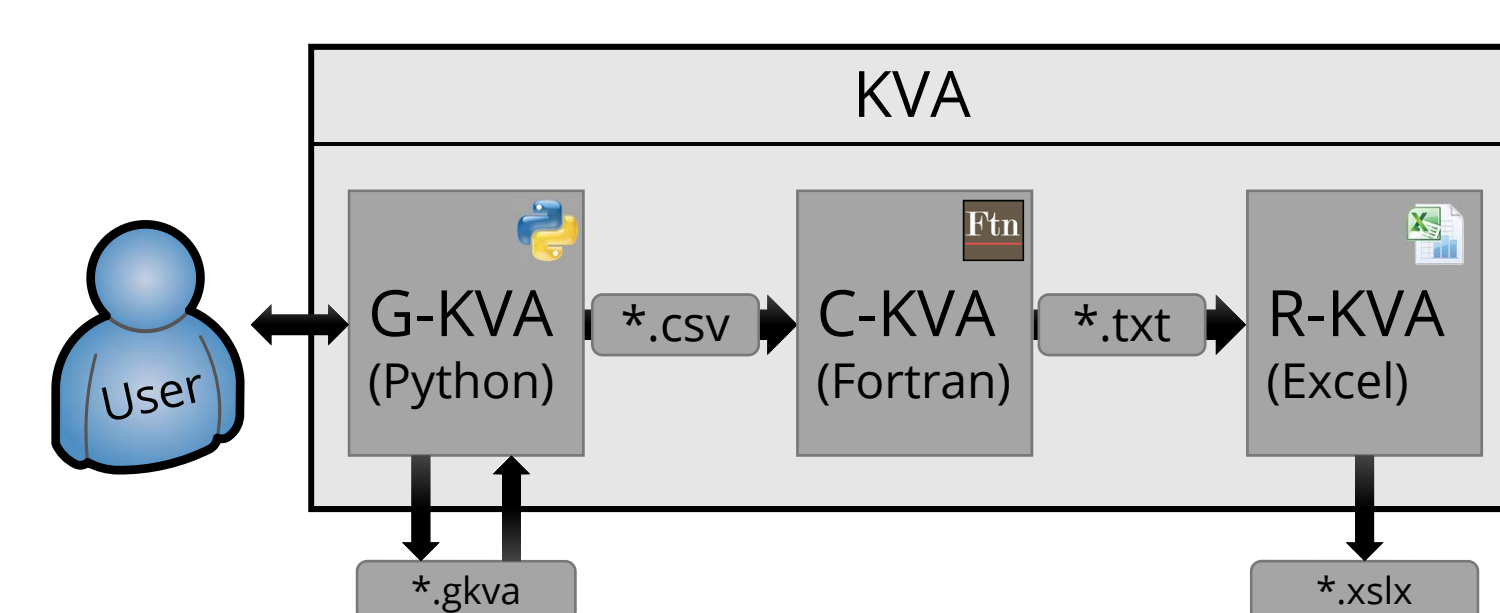 KVA
Ftn
G-KVA
(Python)
*.csv
C-KVA
(Fortran)
*.txt
R-KVA
(Excel)
User
*.gkva
*.xslx